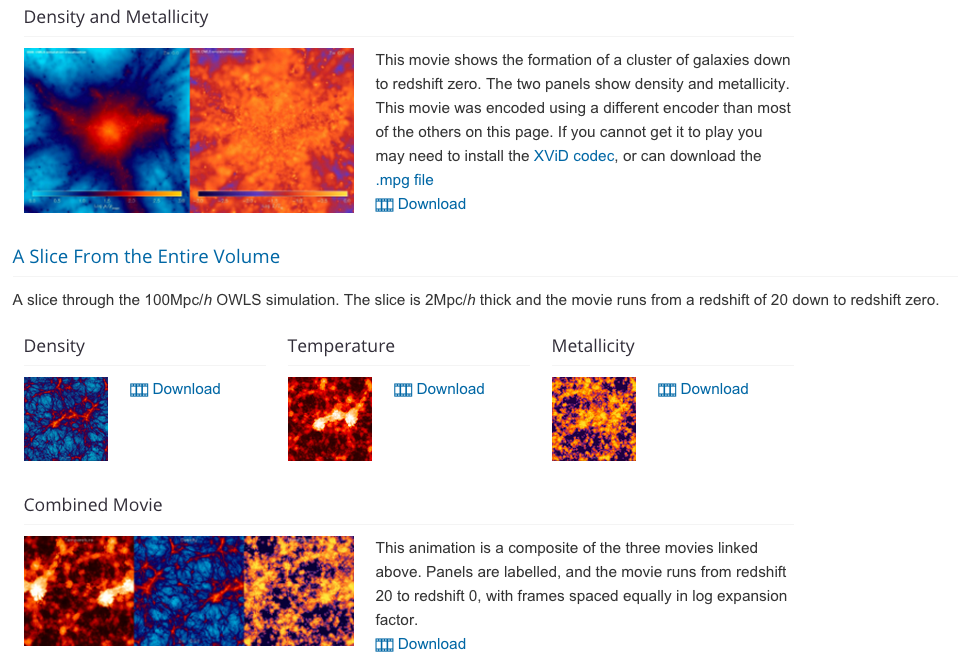 Density and Metallicity
This movie shows the formation of a cluster of galaxies down
to redshift zero. The two panels show density and metallicity.
This movie was encoded using a different encoder than most
of the others on this page. If you cannot get it to play you
may need to install the XViD codec, or can download the
.mpg file
Download
A Slice From the Entire Volume
A slice through the 100Mpc/h OWLS simulation. The slice is 2Mpc/h thick and the movie runs from a redshift of 20 down to redshift zero.
Density
Temperature
Metallicity
Download
Download
Download
Combined Movie
This animation is a composite of the three movies linked
above. Panels are labelled, and the movie runs from redshift
20 to redshift 0, with frames spaced equally in log expansion
factor.
Download